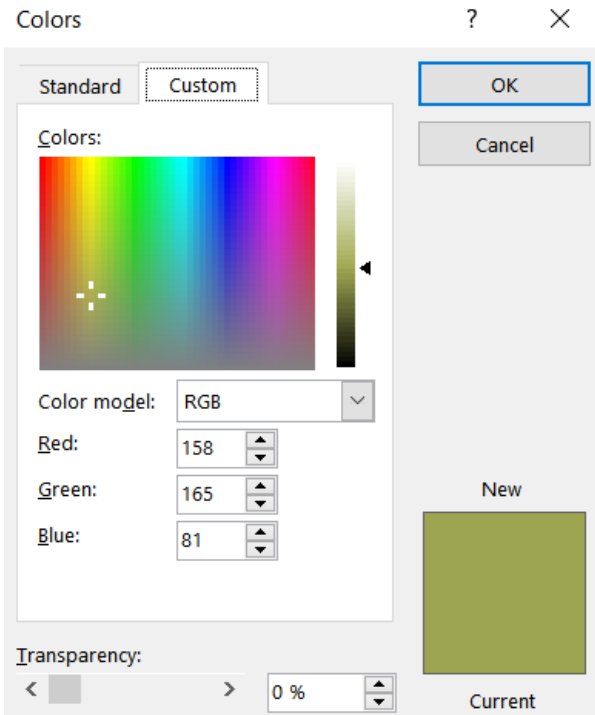 Colors ?
Standard Custom OK
Colors: Cancel
Color model: RGB
Red: 158
Green: 165 New
Blue: 81
Transparency:
0 % Current